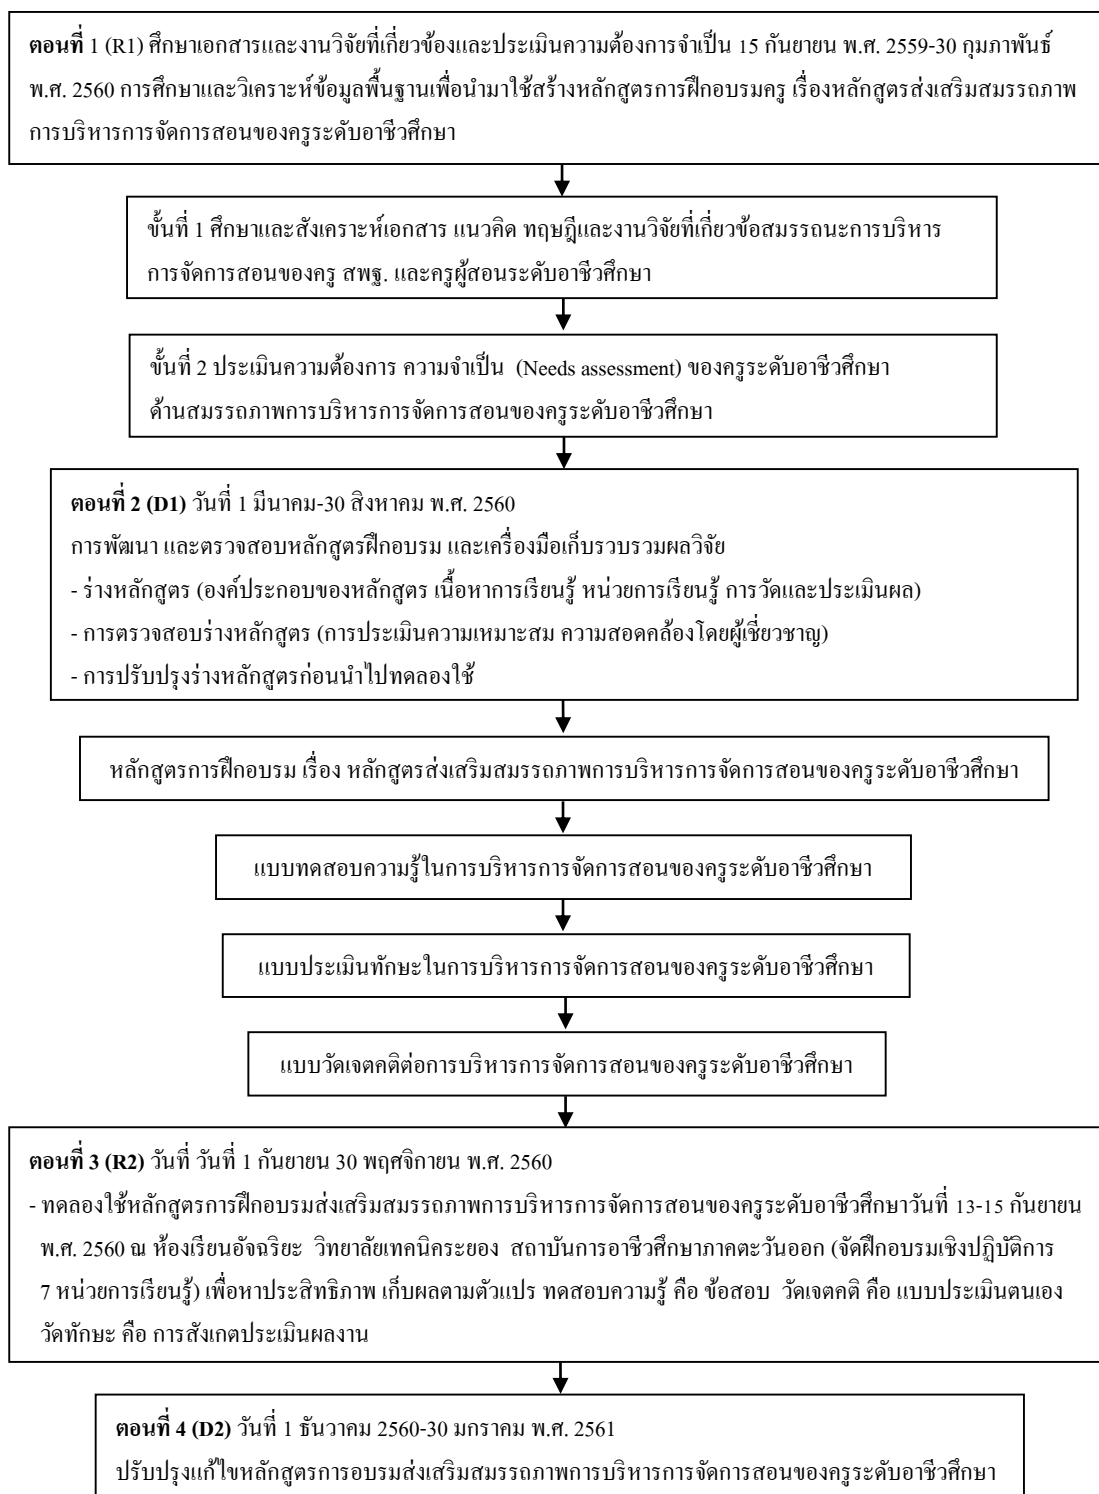 ตอนที่ 1 (R1) ศึกษาเอกสารและงานวิจัยที่เกี่ยวข้องและประเมินความต้องการจำเป็น 15 กันยายน พ.ศ. 2559-30 กุมภาพันธ์
พ.ศ. 2560 การศึกษาและวิเคราะห์ข้อมูลพื้นฐานเพื่อนำมาใช้สร้างหลักสูตรการฝึกอบรมครู เรื่องหลักสูตรส่งเสริมสมรรถภาพ
การบริหารการจัดการสอนของครูระดับอาชีวศึกษา
ขั้นที่ 1 ศึกษาและสังเคราะห์เอกสาร แนวคิด ทฤษฎีและงานวิจัยที่เกี่ยวข้อสมรรถนะการบริหาร
การจัดการสอนของครู สพฐ. และครูผู้สอนระดับอาชีวศึกษา
ขั้นที่ 2 ประเมินความต้องการ ความจำเป็น (Needs assessment) ของครูระดับอาชีวศึกษา
ด้านสมรรถภาพการบริหารการจัดการสอนของครูระดับอาชีวศึกษา
ตอนที่ 2 (D1) วันที่ 1 มีนาคม-30 สิงหาคม พ.ศ. 2560
การพัฒนา และตรวจสอบหลักสูตรฝึกอบรม และเครื่องมือเก็บรวบรวมผลวิจัย
- ร่างหลักสูตร (องค์ประกอบของหลักสูตร เนื้อหาการเรียนรู้ หน่วยการเรียนรู้ การวัดและประเมินผล)
- การตรวจสอบร่างหลักสูตร (การประเมินความเหมาะสม ความสอดคล้องโดยผู้เชี่ยวชาญ)
- การปรับปรุงร่างหลักสูตรก่อนนำไปทดลองใช้
หลักสูตรการฝึกอบรม เรื่อง หลักสูตรส่งเสริมสมรรถภาพการบริหารการจัดการสอนของครูระดับอาชีวศึกษา
แบบทดสอบความรู้ในการบริหารการจัดการสอนของครูระดับอาชีวศึกษา
แบบประเมินทักษะในการบริหารการจัดการสอนของครูระดับอาชีวศึกษา
แบบวัดเจตคติต่อการบริหารการจัดการสอนของครูระดับอาชีวศึกษา
ตอนที่ 3 (R2) วันที่ วันที่ 1 กันยายน 30 พฤศจิกายน พ.ศ. 2560
- ทดลองใช้หลักสูตรการฝึกอบรมส่งเสริมสมรรถภาพการบริหารการจัดการสอนของครูระดับอาชีวศึกษาวันที่ 13-15 กันยายน
พ.ศ. 2560 ณ ห้องเรียนอัจฉริยะ วิทยาลัยเทคนิคระยอง สถาบันการอาชีวศึกษาภาคตะวันออก (จัดฝึกอบรมเชิงปฏิบัติการ
7 หน่วยการเรียนรู้) เพื่อหาประสิทธิภาพ เก็บผลตามตัวแปร ทดสอบความรู้ คือ ข้อสอบ วัดเจตคติ คือ แบบประเมินตนเอง
วัดทักษะ คือ การสังเกตประเมินผลงาน
ตอนที่ 4 (D2) วันที่ 1 ธันวาคม 2560-30 มกราคม พ.ศ. 2561
ปรับปรุงแก้ไขหลักสูตรการอบรมส่งเสริมสมรรถภาพการบริหารการจัดการสอนของครูระดับอาชีวศึกษา